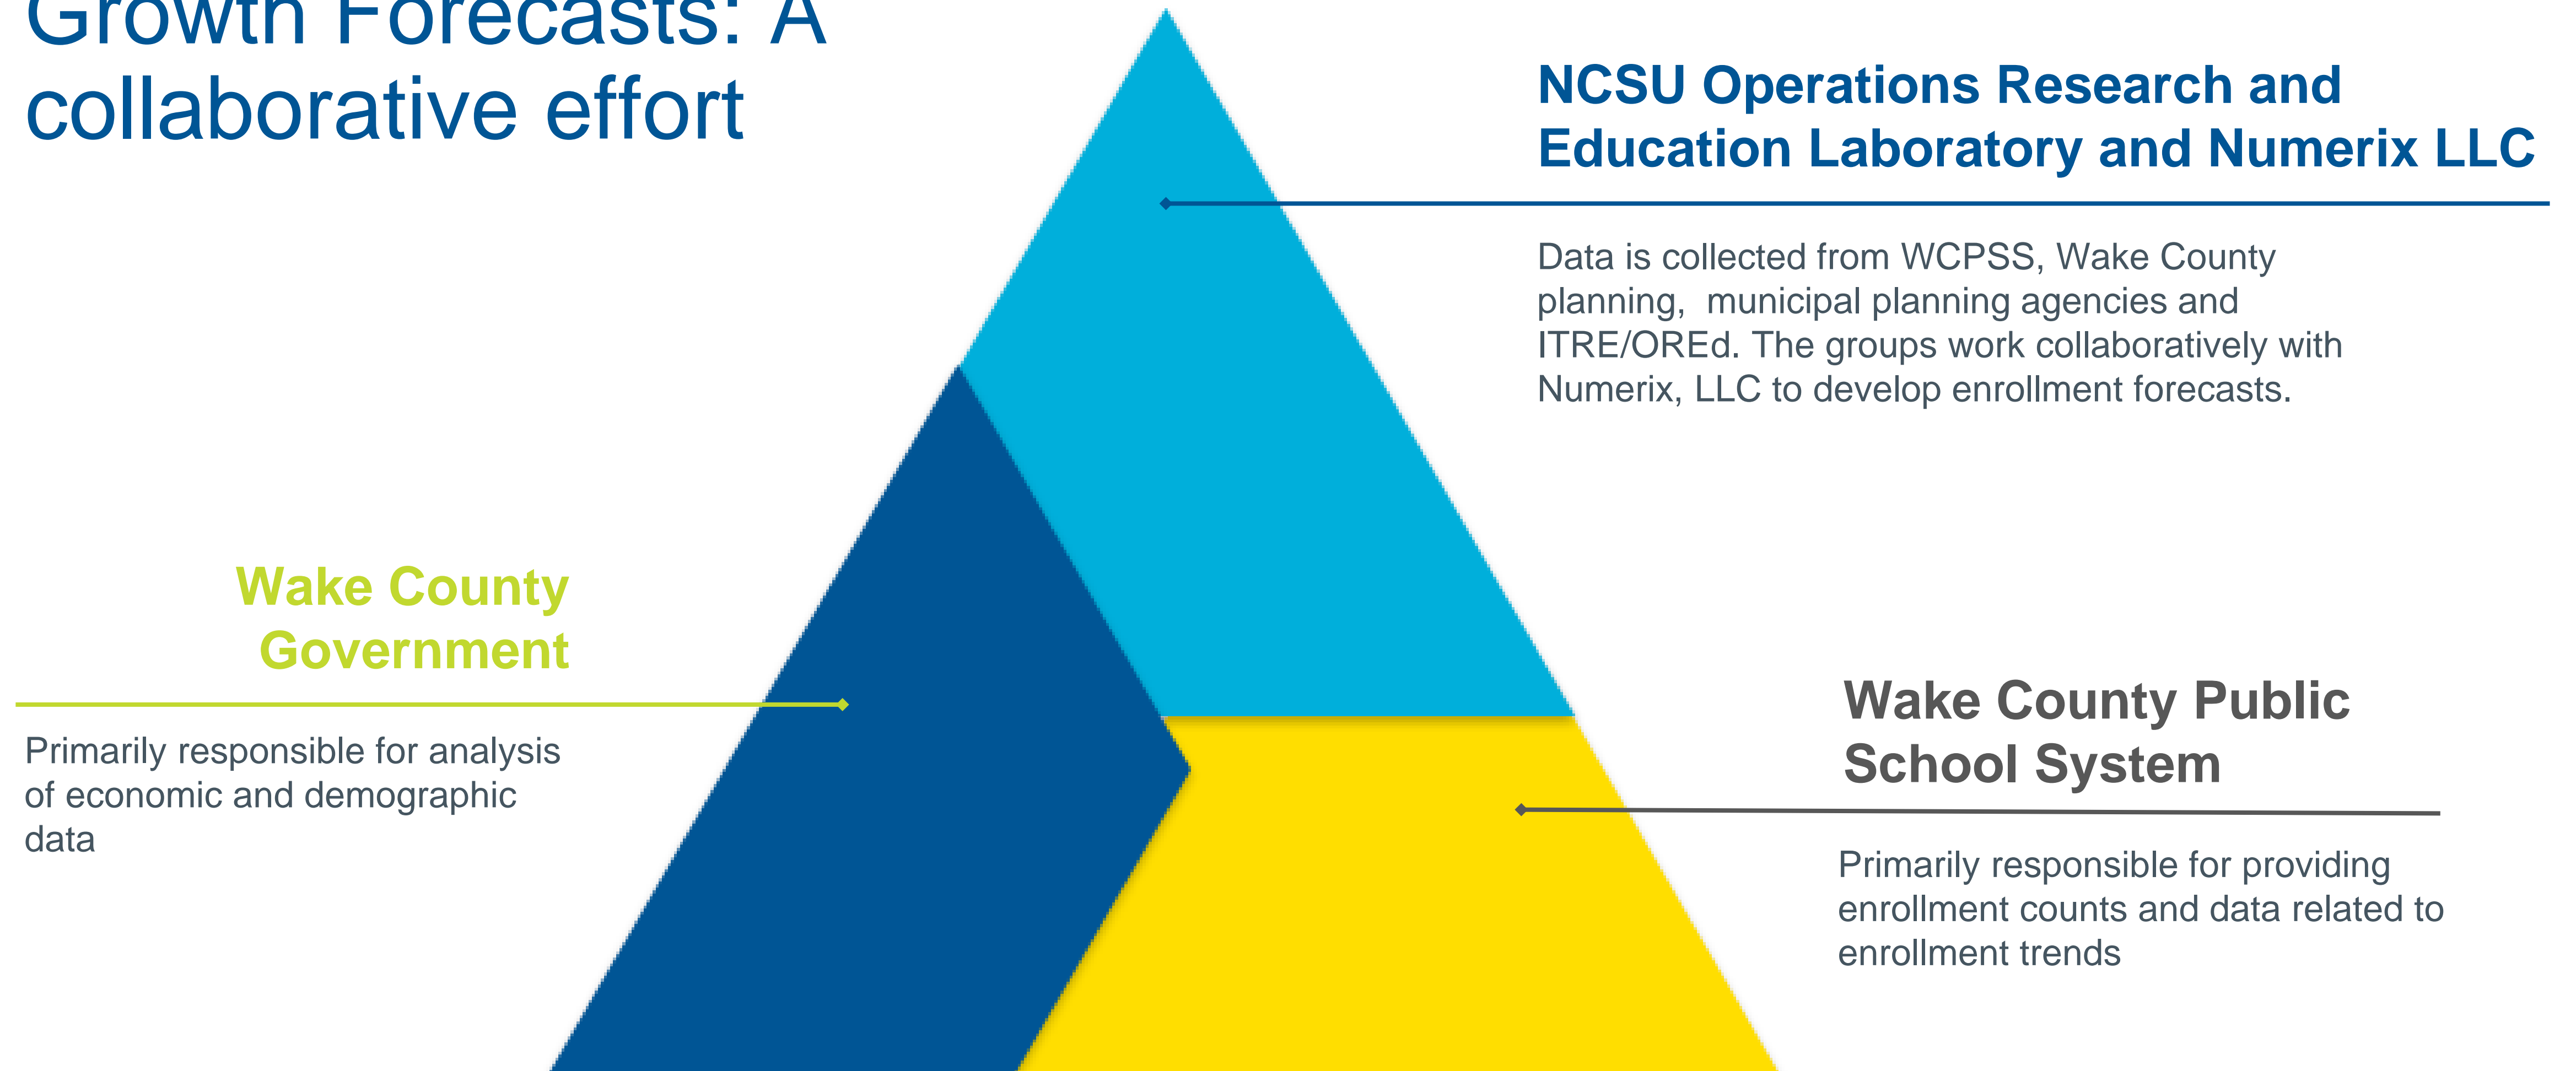 Growth Forecasts: A
collaborative effort
NCSU Operations Research and
Education Laboratory and Numerix LLC
Data is collected from WCPSS, Wake County
planning,  municipal planning agencies and
ITRE/OREd. The groups work collaboratively with
Numerix, LLC to develop enrollment forecasts.
Wake County
Government
Primarily responsible for analysis
of economic and demographic
data
Wake County Public
School System
Primarily responsible for providing
enrollment counts and data related to
enrollment trends